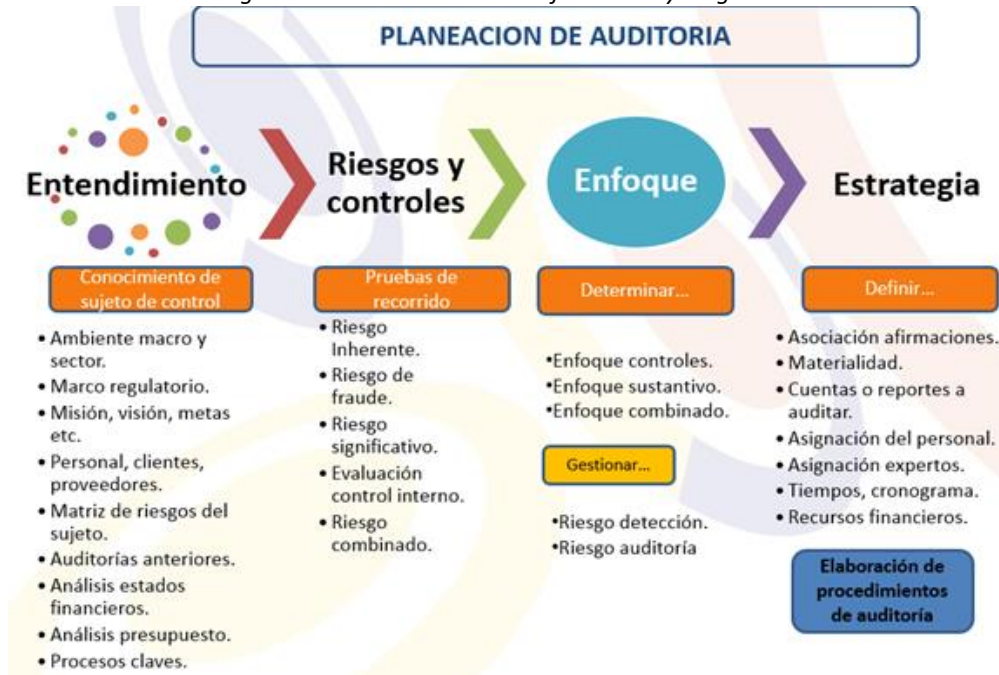 PLANEACION DE AUDITORIA
Entendimiento
Riesgos y
controles
Enfoque
Estrategia
Conocimiento de
sujeto de control
• Ambiente macro y
sector.
• Marco regulatorio.
• Misión, visión, metas
etc.
• Personal, clientes,
proveedores.
• Matriz de riesgos del
sujeto.
• Auditorías anteriores.
• Análisis estados
financieros.
• Análisis presupuesto.
• Procesos claves.
Pruebas de
recorrido
• Riesgo
Inherente.
• Riesgo de
fraude.
• Riesgo
significativo.
• Evaluación
control interno.
• Riesgo
combinado.
Determinar...
•Enfoque controles.
•Enfoque sustantivo.
•Enfoque combinado.
Gestionar...
•Riesgo detección.
•Riesgo auditoría
Definir...
• Asociación afirmaciones.
• Materialidad.
• Cuentas o reportes a
auditar.
• Asignación del personal.
• Asignación expertos.
• Tiempos, cronograma.
• Recursos financieros.
Elaboración de
procedimientos
de auditoría